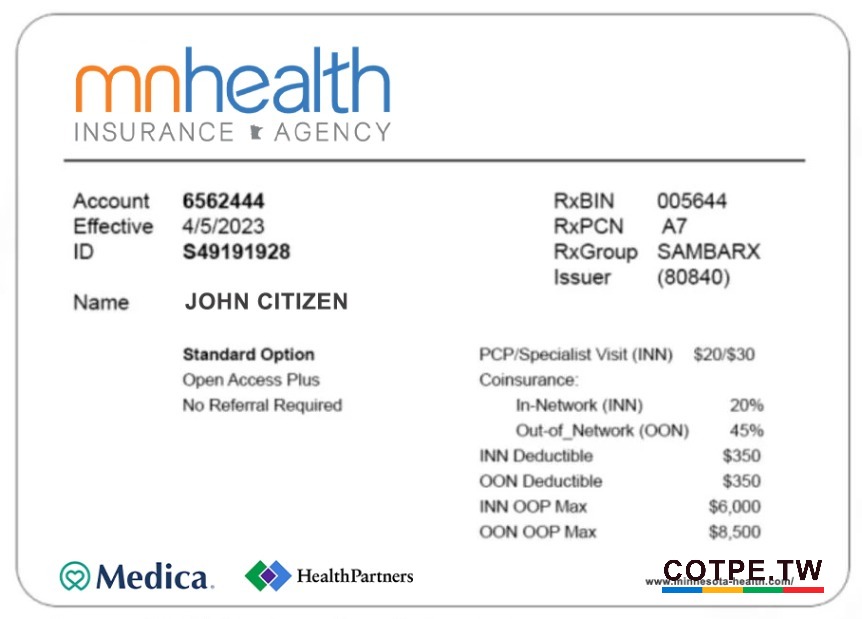 mnhealth
INSURANCE AGENCY
Account 6562444
Effective 4/5/2023
ID S49191928
Name JOHN CITIZEN
RxBIN 005644
RxPCN A7
RxGroup SAMBARX
Issuer (80840)
Standard Option
Open Access Plus
No Referral Required
PCP/Specialist Visit (INN) $20/$30
Coinsurance:
In-Network (INN) 20%
Out-of_Network (OON) 45%
INN Deductible $350
OON Deductible $350
INN OOP Max $6,000
OON OOP Max $8,500
Medica.
HealthPartners
COTPE.TW
www.minnesota-health.com/